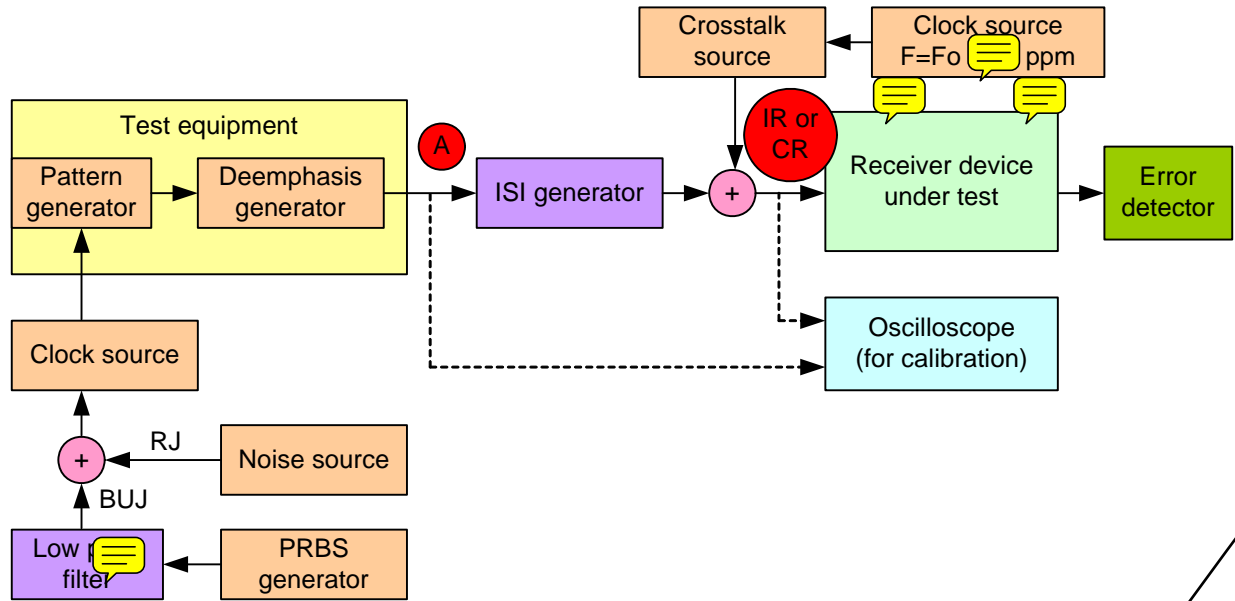 Crosstalk
source
Clock source
F=Fo ppm
Test equipment
A
IR or
CR
Pattern
generator
Deemphasis
generator
ISI generator
+
Receiver device
under test
Error
detector
Clock source
Oscilloscope
(for calibration)
RJ
+
Noise source
BUJ
Low
filter
PRBS
generator